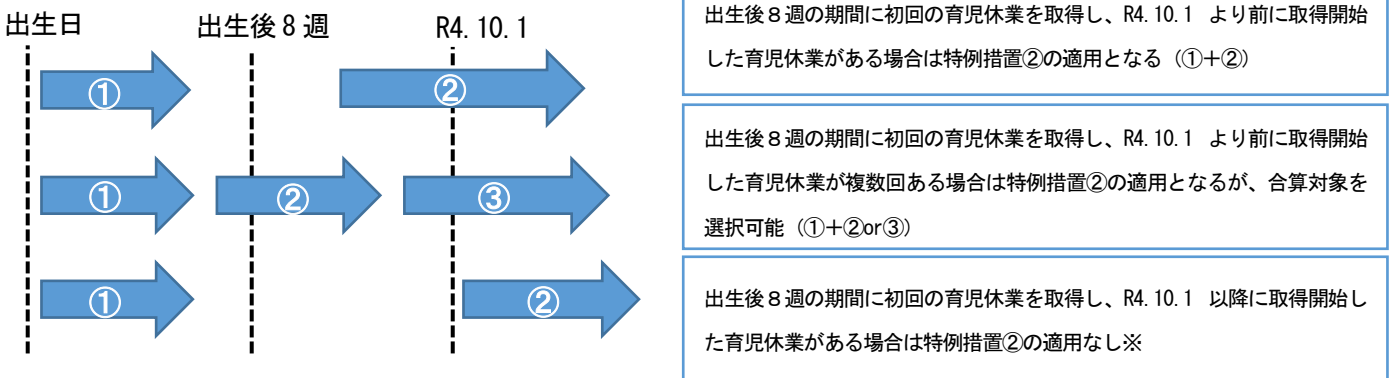 出生日 出生後８週 R4.10.1
① ②
① ② ③
① ②
出生後８週の期間に初回の育児休業を取得し、R4.10.1 より前に取得開始
した育児休業がある場合は特例措置②の適用となる（①＋②）
出生後８週の期間に初回の育児休業を取得し、R4.10.1 より前に取得開始
した育児休業が複数回ある場合は特例措置②の適用となるが、合算対象を
選択可能（①＋②or③）
出生後８週の期間に初回の育児休業を取得し、R4.10.1 以降に取得開始し
た育児休業がある場合は特例措置②の適用なし※